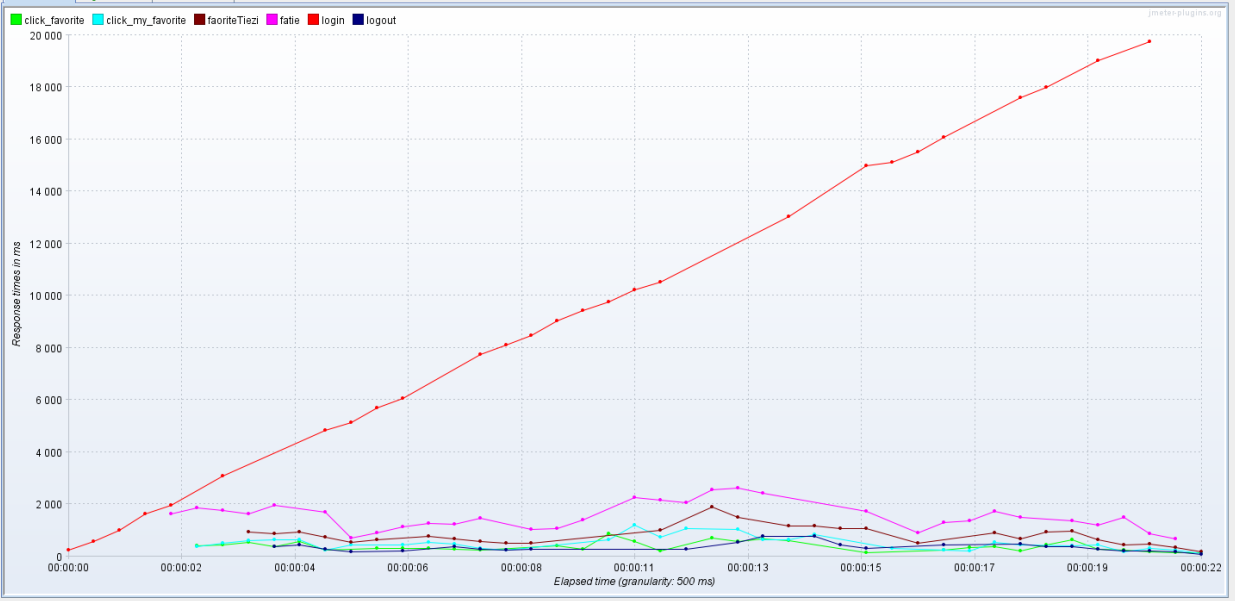 click_favorite click_my_favorite faoriteTiezi fatie login logout
jmeter-plugins.org
20 000
18 000
16 000
14 000
12 000
10 000
8 000
6 000
4 000
2 000
0
Response times in ms
00:00:00 00:00:02 00:00:04 00:00:06 00:00:08 00:00:11 00:00:13 00:00:15 00:00:17 00:00:19 00:00:22
Elapsed time (granularity: 500 ms)